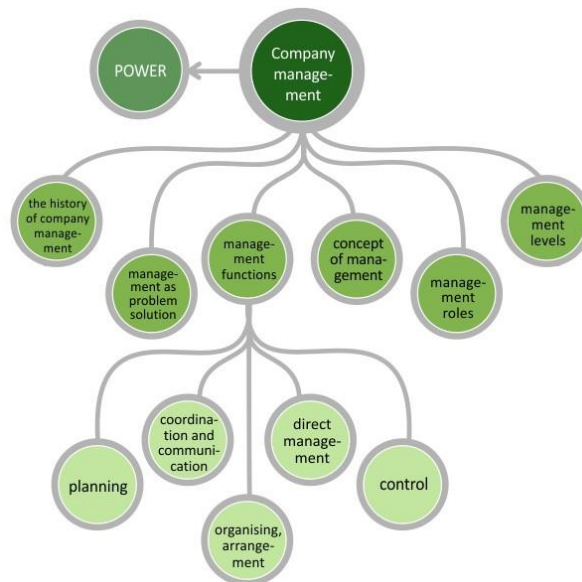 POWER
Company
manage-
ment
the history
of company
management
manage-
ment as
problem
solution
manage-
ment
functions
concept
of mana-
gement
manage-
ment
roles
manage-
ment
levels
planning
coordina-
tion and
communi-
cation
organising,
arrange-
ment
direct
manage-
ment
control